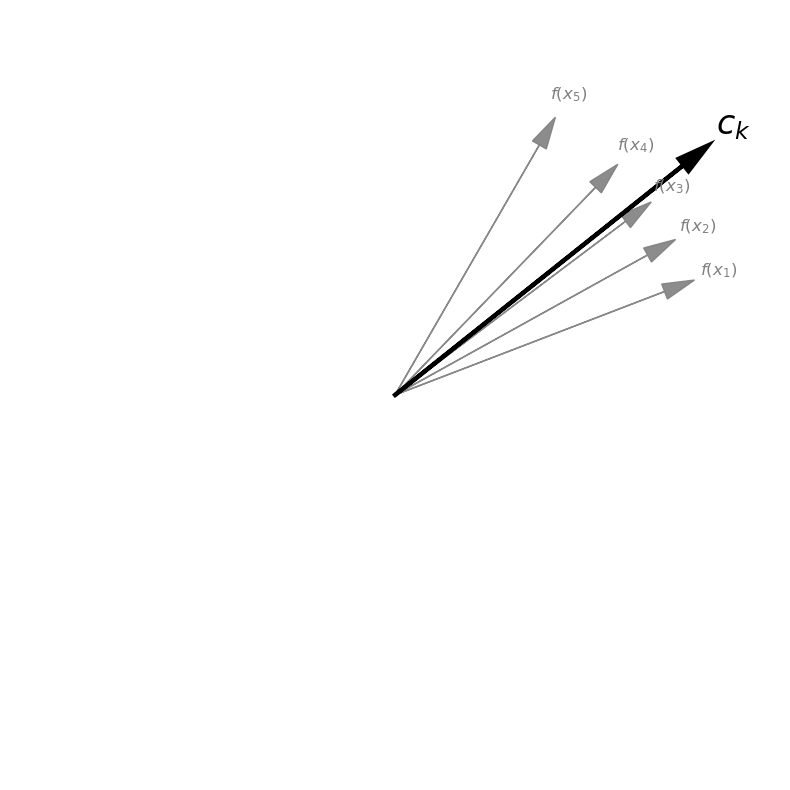 f(x₅)
cₖ
f(x₄)
f(x₃)
f(x₂)
f(x₁)